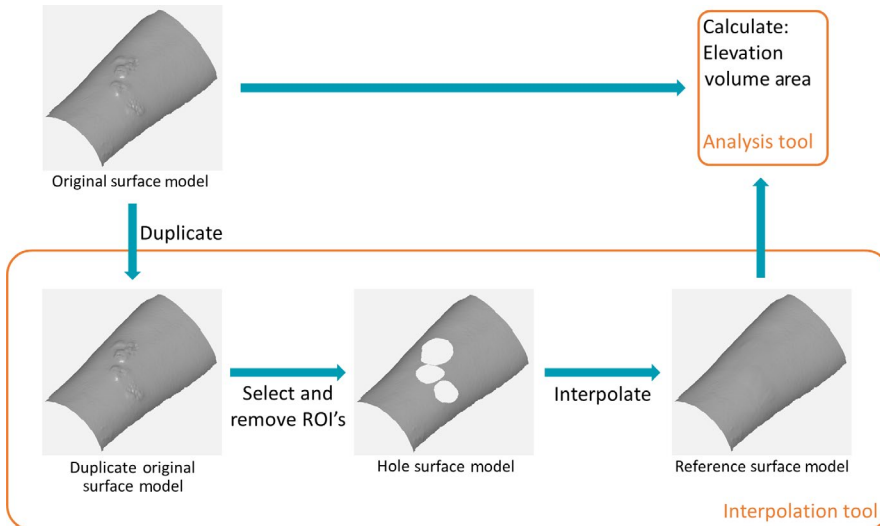 Calculate:
Elevation
volume area
Analysis tool
Original surface model
Duplicate
Select and
remove ROI's
Interpolate
Duplicate original
surface model
Hole surface model
Reference surface model
Interpolation tool